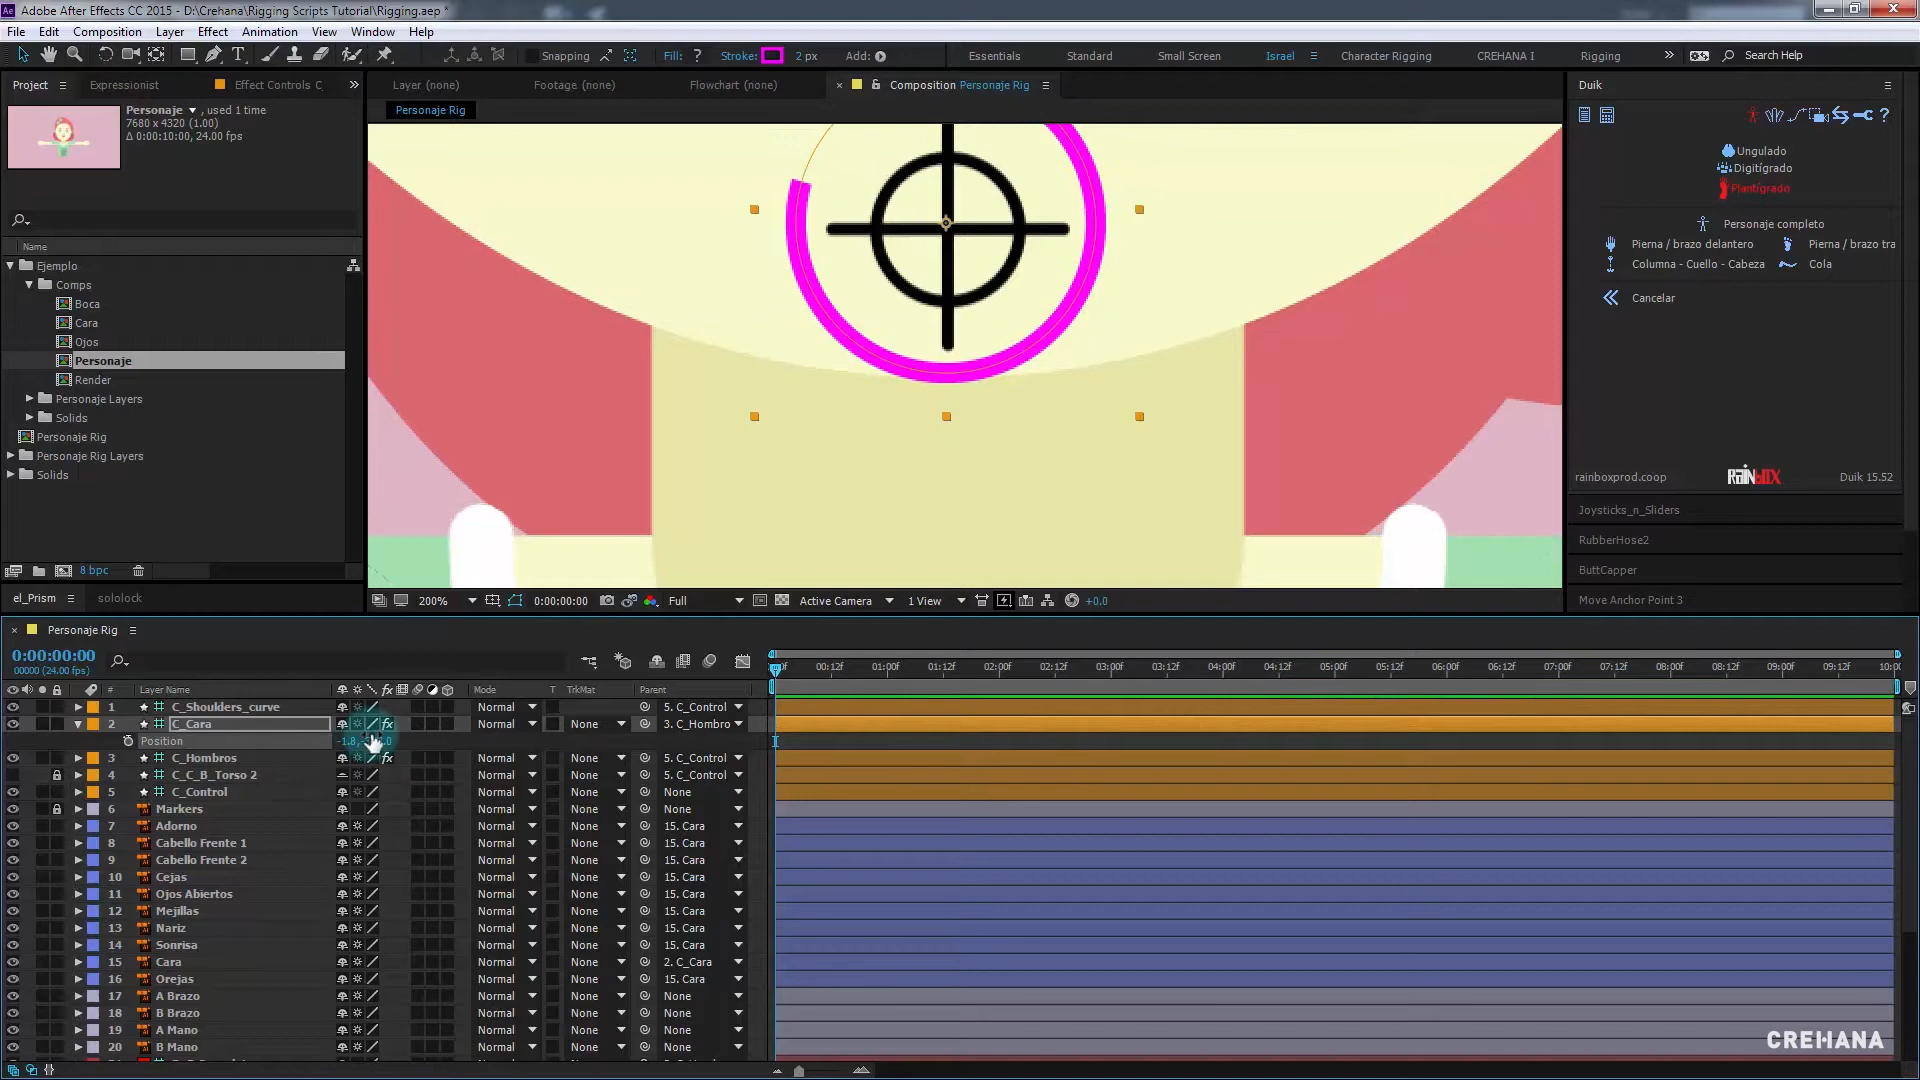 Adobe After Effects CC 2015 - D:\Crehana\Rigging Scripts Tutorial\Rigging.aep *
File Edit Composition Layer Effect Animation View Window Help
Snapping Fill: ? Stroke: 2 px Add: Essentials Standard Small Screen Israel Character Rigging CREHANA I Rigging Search Help
Project Expressionist Effect Controls C Layer (none) Footage (none) Flowchart (none) Composition Personaje Rig Duik
Personaje Rig
Personaje , used 1 time
7680 x 4320 (1.00)
Δ 0:00:10:00, 24.00 fps
Ungulado
Digitígrado
Plantígrado
Personaje completo
Pierna / brazo delantero Pierna / brazo tra
Columna - Cuello - Cabeza Cola
Cancelar
Name
Ejemplo
Comps
Boca
Cara
Ojos
Personaje
Render
Personaje Layers
Solids
Personaje Rig
Personaje Rig Layers
Solids
rainboxprod.coop RAINBOX Duik 15.52
Joysticks_n_Sliders
RubberHose2
ButtCapper
Move Anchor Point 3
8 bpc
el_Prism sololock
200% 0:00:00:00 Full Active Camera 1 View +0.0
Personaje Rig
0:00:00:00
00000 (24.00 fps)
00:12f 01:00f 01:12f 02:00f 02:12f 03:00f 03:12f 04:00f 04:12f 05:00f 05:12f 06:00f 06:12f 07:00f 07:12f 08:00f 08:12f 09:00f 09:12f 10:00
# Layer Name Mode T TrkMat Parent
1 C_Shoulders_curve Normal 5. C_Control
2 C_Cara fx Normal None 3. C_Hombro
Position
3 C_Hombros fx Normal None 5. C_Control
4 C_C_B_Torso 2 Normal None 5. C_Control
5 C_Control Normal None None
6 Markers Normal None None
7 Adorno Normal None 15. Cara
8 Cabello Frente 1 Normal None 15. Cara
9 Cabello Frente 2 Normal None 15. Cara
10 Cejas Normal None 15. Cara
11 Ojos Abiertos Normal None 15. Cara
12 Mejillas Normal None 15. Cara
13 Nariz Normal None 15. Cara
14 Sonrisa Normal None 15. Cara
15 Cara Normal None 2. C_Cara
16 Orejas Normal None 15. Cara
17 A Brazo Normal None None
18 B Brazo Normal None None
19 A Mano Normal None None
20 B Mano Normal None None
CREHANA